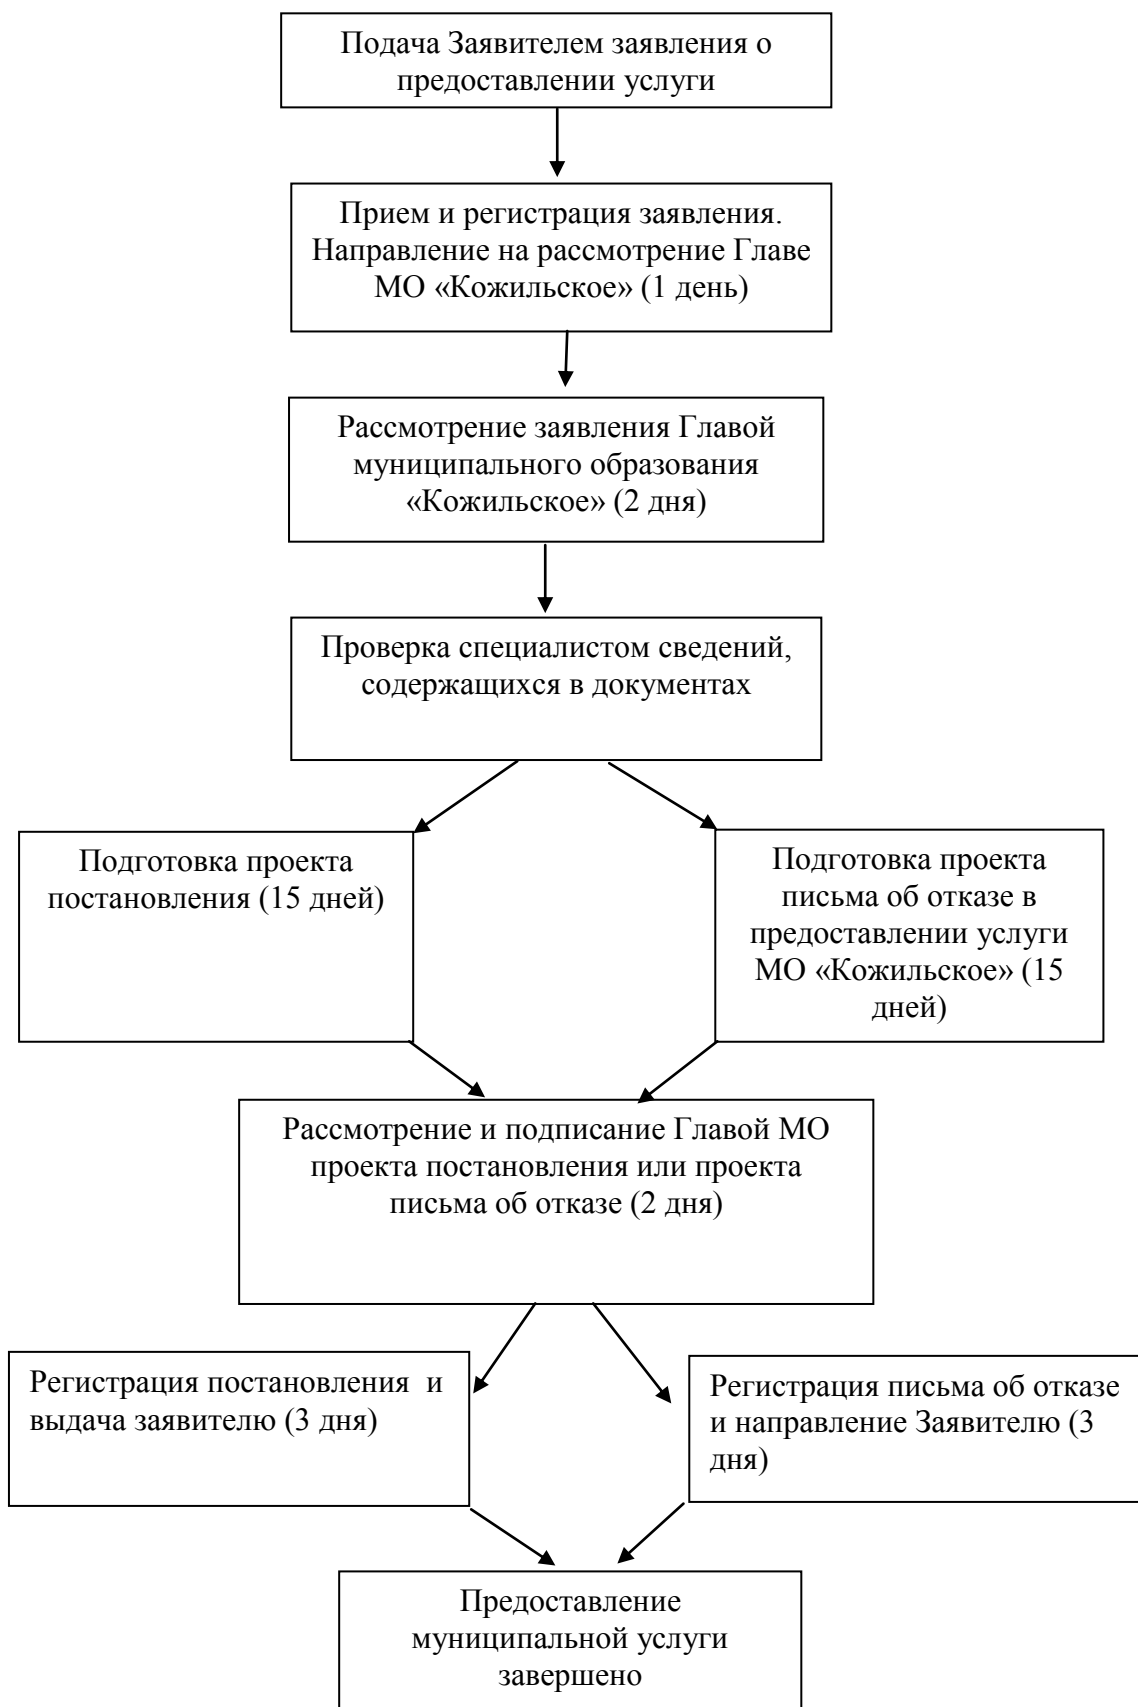 Подача Заявителем заявления о
предоставлении услуги
Прием и регистрация заявления.
Направление на рассмотрение Главе
МО «Кожильское» (1 день)
Рассмотрение заявления Главой
муниципального образования
«Кожильское» (2 дня)
Проверка специалистом сведений,
содержащихся в документах
Подготовка проекта
постановления (15 дней)
Подготовка проекта
письма об отказе в
предоставлении услуги
МО «Кожильское» (15
дней)
Рассмотрение и подписание Главой МО
проекта постановления или проекта
письма об отказе (2 дня)
Регистрация постановления и
выдача заявителю (3 дня)
Регистрация письма об отказе
и направление Заявителю (3
дня)
Предоставление
муниципальной услуги
завершено